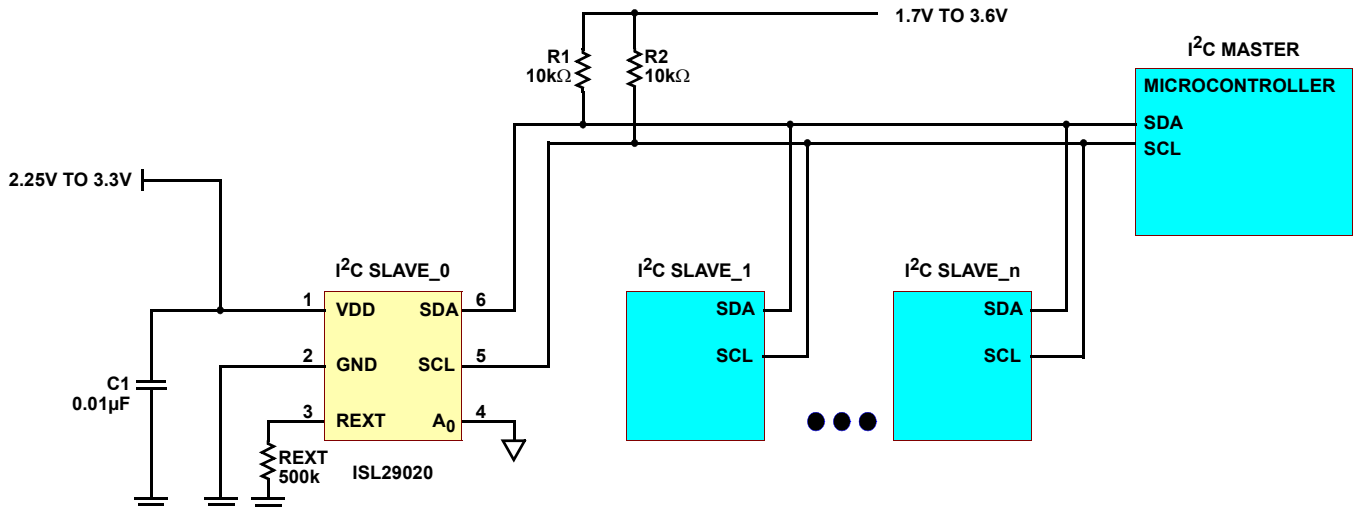 1.7V TO 3.6V
R1
10kΩ
R2
10kΩ
I²C MASTER
MICROCONTROLLER
SDA
SCL
2.25V TO 3.3V
I²C SLAVE_0
1
VDD
SDA
6
2
GND
SCL
5
3
REXT
A₀
4
C1
0.01µF
REXT
500k
ISL29020
I²C SLAVE_1
SDA
SCL
I²C SLAVE_n
SDA
SCL